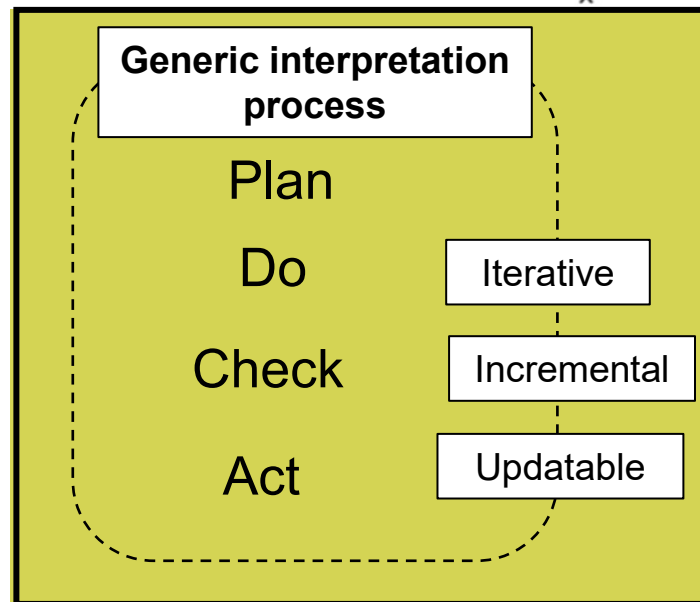 Generic interpretation
process
Plan
Do
Iterative
Check
Incremental
Act
Updatable